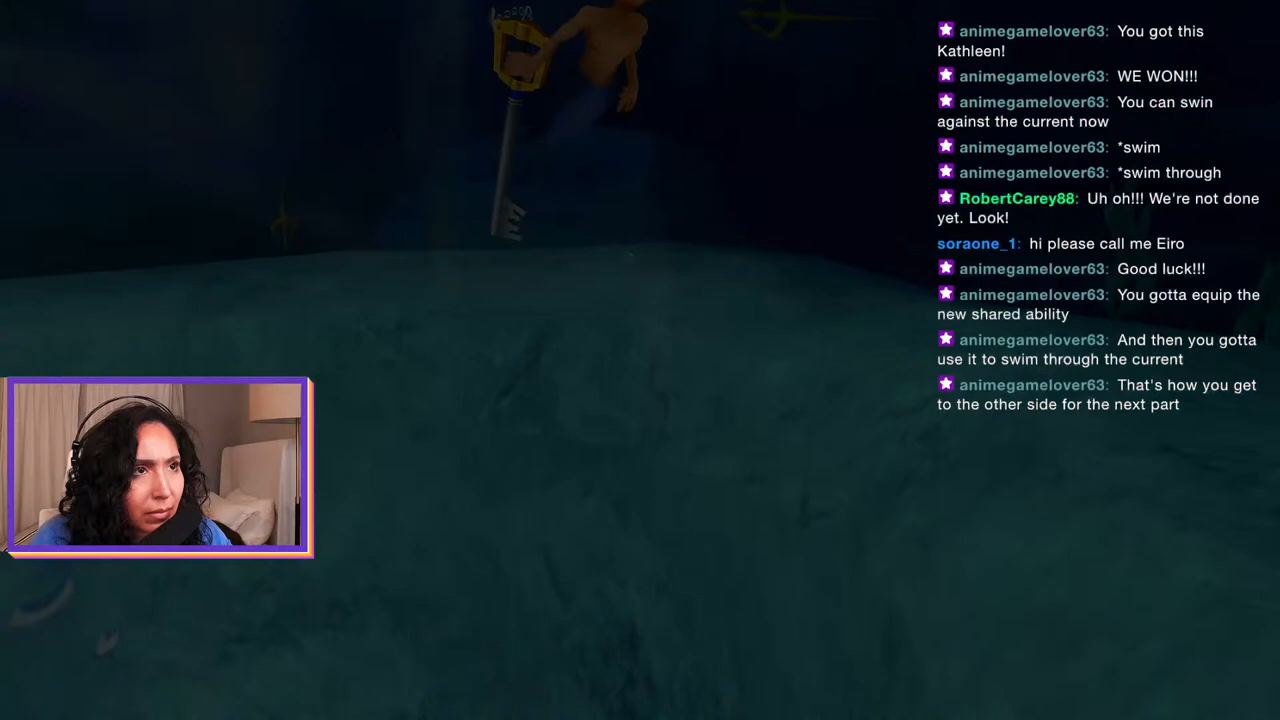 animegamelover63: You got this
Kathleen!
animegamelover63: WE WON!!!
animegamelover63: You can swin
against the current now
animegamelover63: *swim
animegamelover63: *swim through
RobertCarey88: Uh oh!!! We're not done
yet. Look!
soraone_1: hi please call me Eiro
animegamelover63: Good luck!!!
animegamelover63: You gotta equip the
new shared ability
animegamelover63: And then you gotta
use it to swim through the current
animegamelover63: That's how you get
to the other side for the next part